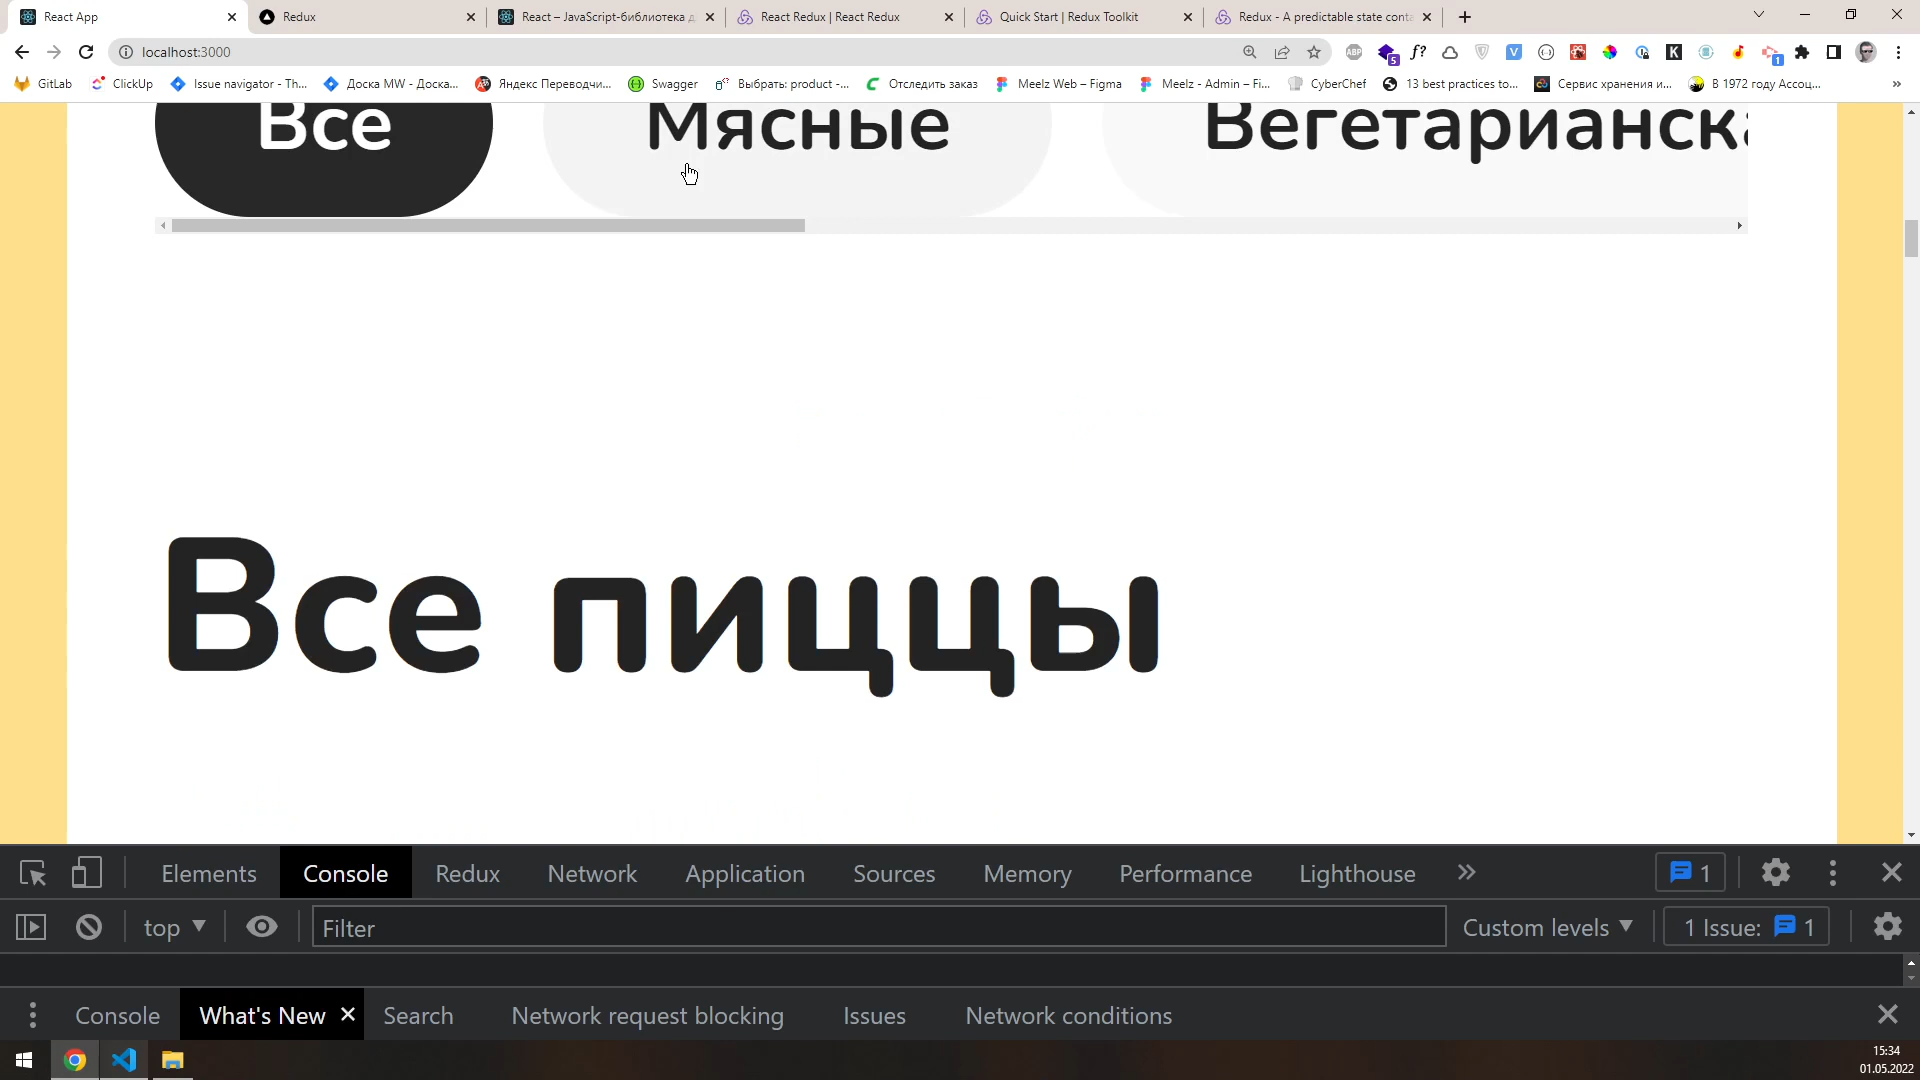 React App
Redux
React – JavaScript-библиотека д
React Redux | React Redux
Quick Start | Redux Toolkit
Redux - A predictable state conta
localhost:3000
ABP
5
f?
V
K
1
GitLab
ClickUp
Issue navigator - Th...
Доска MW - Доска...
Яндекс Переводчи...
Swagger
Выбрать: product -...
Отследить заказ
Meelz Web – Figma
Meelz - Admin – Fi...
CyberChef
13 best practices to...
Сервис хранения и...
В 1972 году Ассоц...
»
Все
Мясные
Вегетарианска
Все пиццы
Elements
Console
Redux
Network
Application
Sources
Memory
Performance
Lighthouse
»
1
top
Filter
Custom levels
1 Issue: 1
Console
What's New
Search
Network request blocking
Issues
Network conditions
15:34
01.05.2022